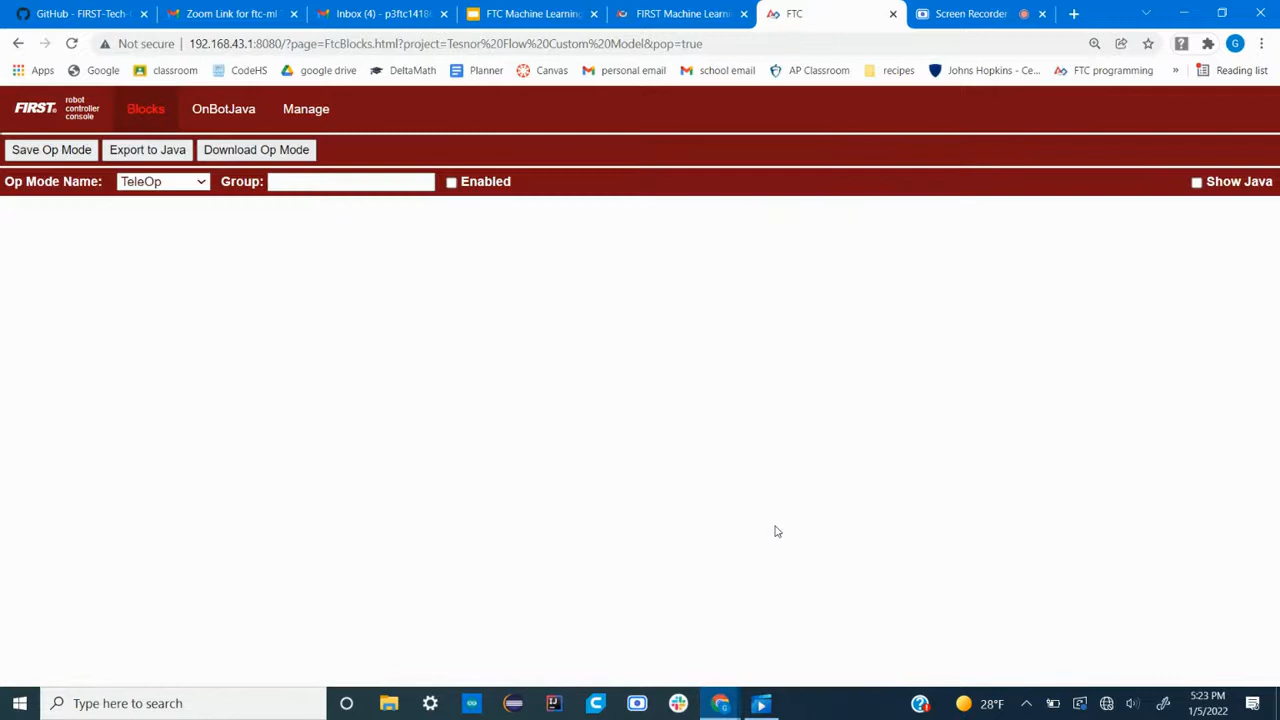 GitHub - FIRST-Tech-
Zoom Link for ftc-ml
Inbox (4) - p3ftc1418
FTC Machine Learning
FIRST Machine Learni
FTC
Screen Recorder
Not secure
192.168.43.1:8080/?page=FtcBlocks.html?project=Tesnor%20Flow%20Custom%20Model&pop=true
G
Apps
Google
classroom
CodeHS
google drive
DeltaMath
Planner
Canvas
personal email
school email
AP Classroom
recipes
Johns Hopkins - Ce...
FTC programming
»
Reading list
FIRST
robot
controller
console
Blocks
OnBotJava
Manage
Save Op Mode
Export to Java
Download Op Mode
Op Mode Name:
TeleOp
Group:
Enabled
Show Java
Type here to search
28°F
5:23 PM
1/5/2022